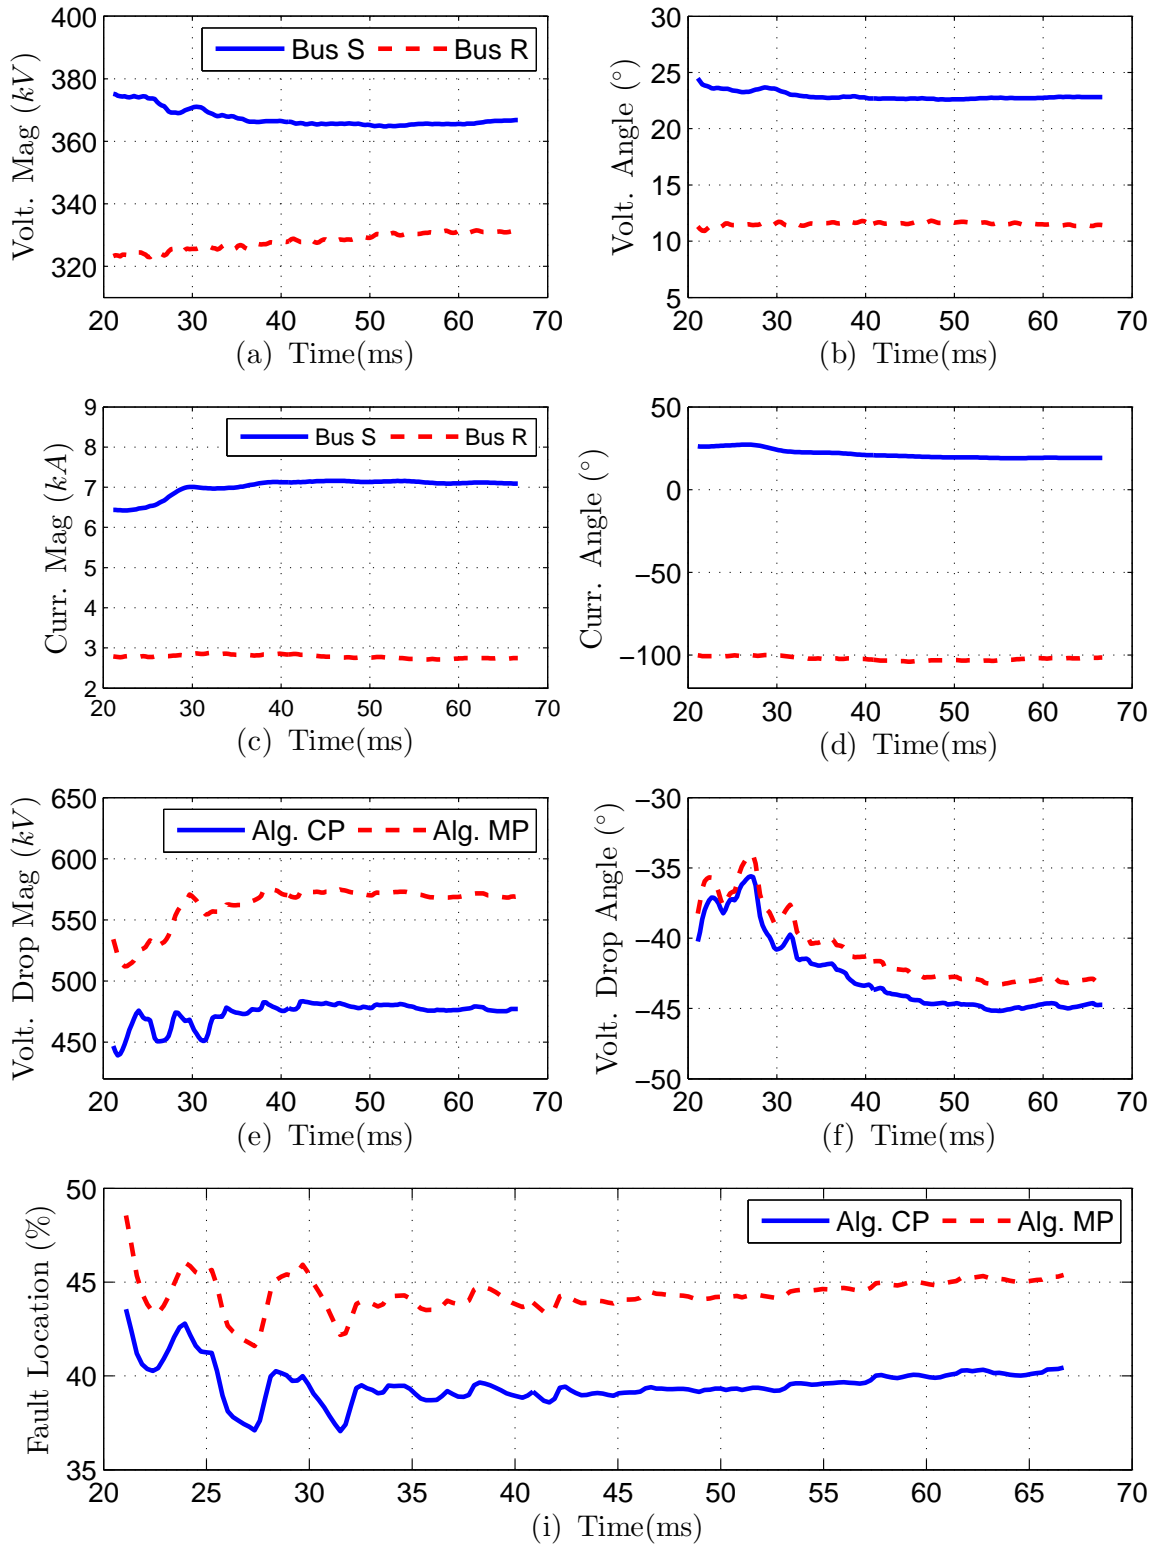 400
380
360
340
320
Volt. Mag (kV)
Bus S Bus R
20 30 40 50 60 70
(a) Time(ms)
30
25
20
15
10
5
Volt. Angle (°)
20 30 40 50 60 70
(b) Time(ms)
9
8
7
6
5
4
3
2
Curr. Mag (kA)
Bus S Bus R
20 30 40 50 60 70
(c) Time(ms)
50
0
−50
−100
Curr. Angle (°)
20 30 40 50 60 70
(d) Time(ms)
650
600
550
500
450
Volt. Drop Mag (kV)
Alg. CP Alg. MP
20 30 40 50 60 70
(e) Time(ms)
−30
−35
−40
−45
−50
Volt. Drop Angle (°)
20 30 40 50 60 70
(f) Time(ms)
50
45
40
35
Fault Location (%)
Alg. CP Alg. MP
20 25 30 35 40 45 50 55 60 65 70
(i) Time(ms)